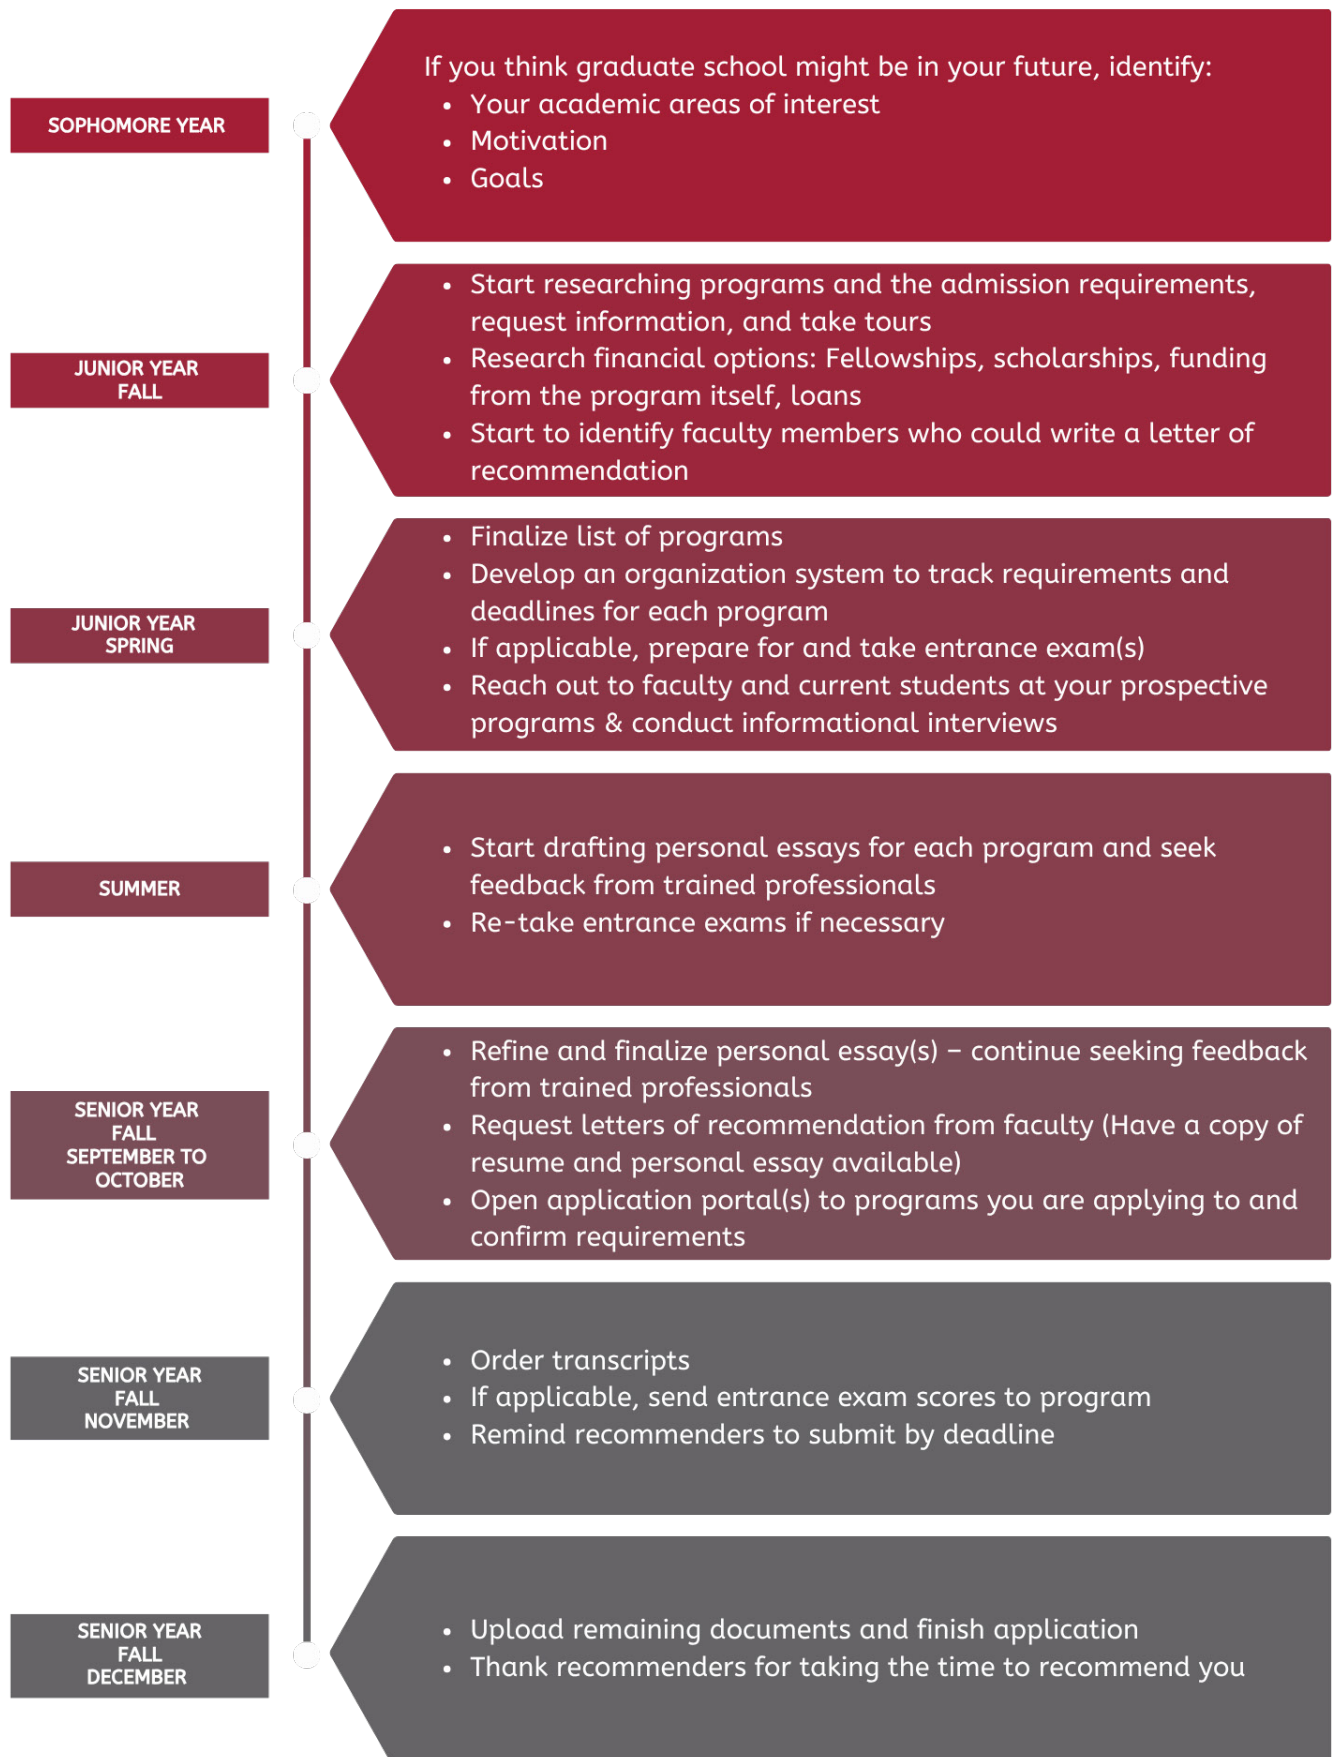 SOPHOMORE YEAR
If you think graduate school might be in your future, identify:
• Your academic areas of interest
• Motivation
• Goals
JUNIOR YEAR
FALL
• Start researching programs and the admission requirements,
request information, and take tours
• Research financial options: Fellowships, scholarships, funding
from the program itself, loans
• Start to identify faculty members who could write a letter of
recommendation
JUNIOR YEAR
SPRING
• Finalize list of programs
• Develop an organization system to track requirements and
deadlines for each program
• If applicable, prepare for and take entrance exam(s)
• Reach out to faculty and current students at your prospective
programs & conduct informational interviews
SUMMER
• Start drafting personal essays for each program and seek
feedback from trained professionals
• Re-take entrance exams if necessary
SENIOR YEAR
FALL
SEPTEMBER TO
OCTOBER
• Refine and finalize personal essay(s) – continue seeking feedback
from trained professionals
• Request letters of recommendation from faculty (Have a copy of
resume and personal essay available)
• Open application portal(s) to programs you are applying to and
confirm requirements
SENIOR YEAR
FALL
NOVEMBER
• Order transcripts
• If applicable, send entrance exam scores to program
• Remind recommenders to submit by deadline
SENIOR YEAR
FALL
DECEMBER
• Upload remaining documents and finish application
• Thank recommenders for taking the time to recommend you